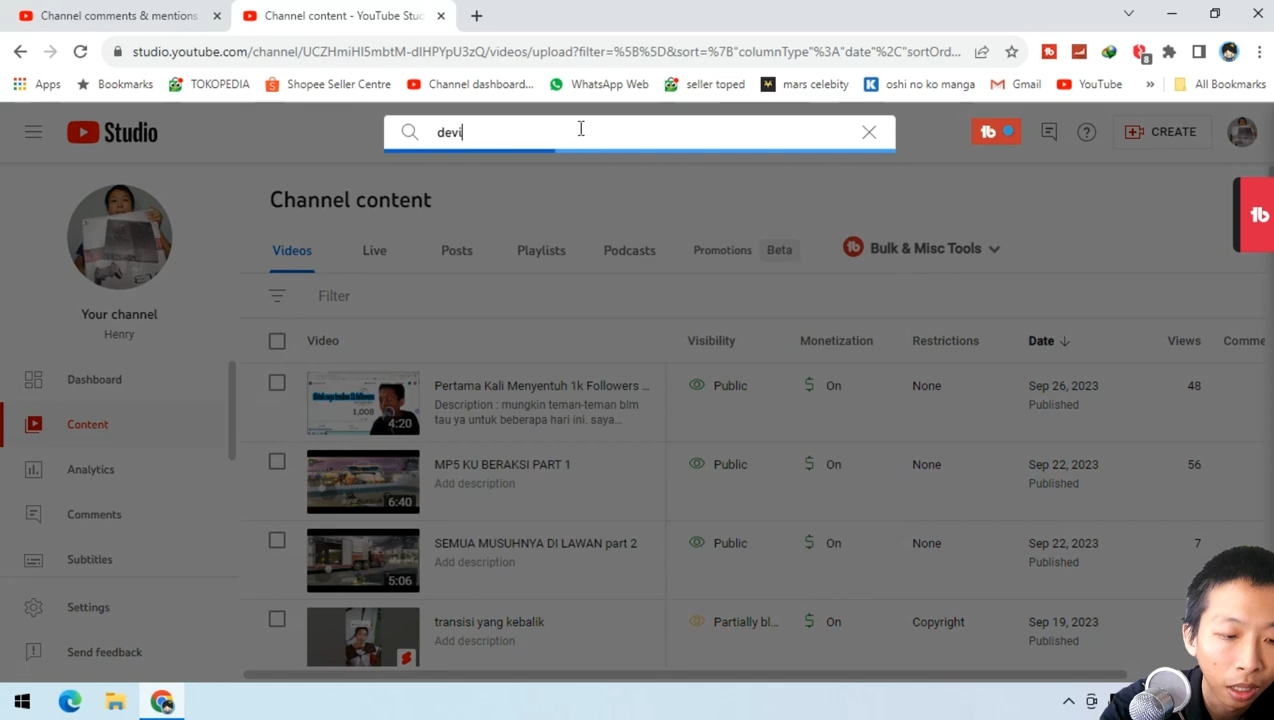 Channel comments & mentions
Channel content - YouTube Stu
studio.youtube.com/channel/UCZHmiHI5mbtM-dIHPYpU3zQ/videos/upload?filter=%5B%5D&sort=%7B"columnType"%3A"date"%2C"sortOrd...
8
Apps Bookmarks TOKOPEDIA Shopee Seller Centre Channel dashboard... WhatsApp Web seller toped mars celebity oshi no ko manga Gmail YouTube » All Bookmarks
Studio devi CREATE
Channel content
Videos Live Posts Playlists Podcasts Promotions Beta Bulk & Misc Tools
Filter
Your channel
Henry
Video Visibility Monetization Restrictions Date Views Comme
Dashboard
Content
Analytics
Comments
Subtitles
Settings
Send feedback
Pertama Kali Menyentuh 1k Followers ... Public On None Sep 26, 2023 48
Description : mungkin teman-teman blm Published
tau ya untuk beberapa hari ini. saya...
1,008
4:20
MP5 KU BERAKSI PART 1 Public On None Sep 22, 2023 56
Add description Published
6:40
SEMUA MUSUHNYA DI LAWAN part 2 Public On None Sep 22, 2023 7
Add description Published
5:06
transisi yang kebalik Partially bl... On Copyright Sep 19, 2023
Add description Published